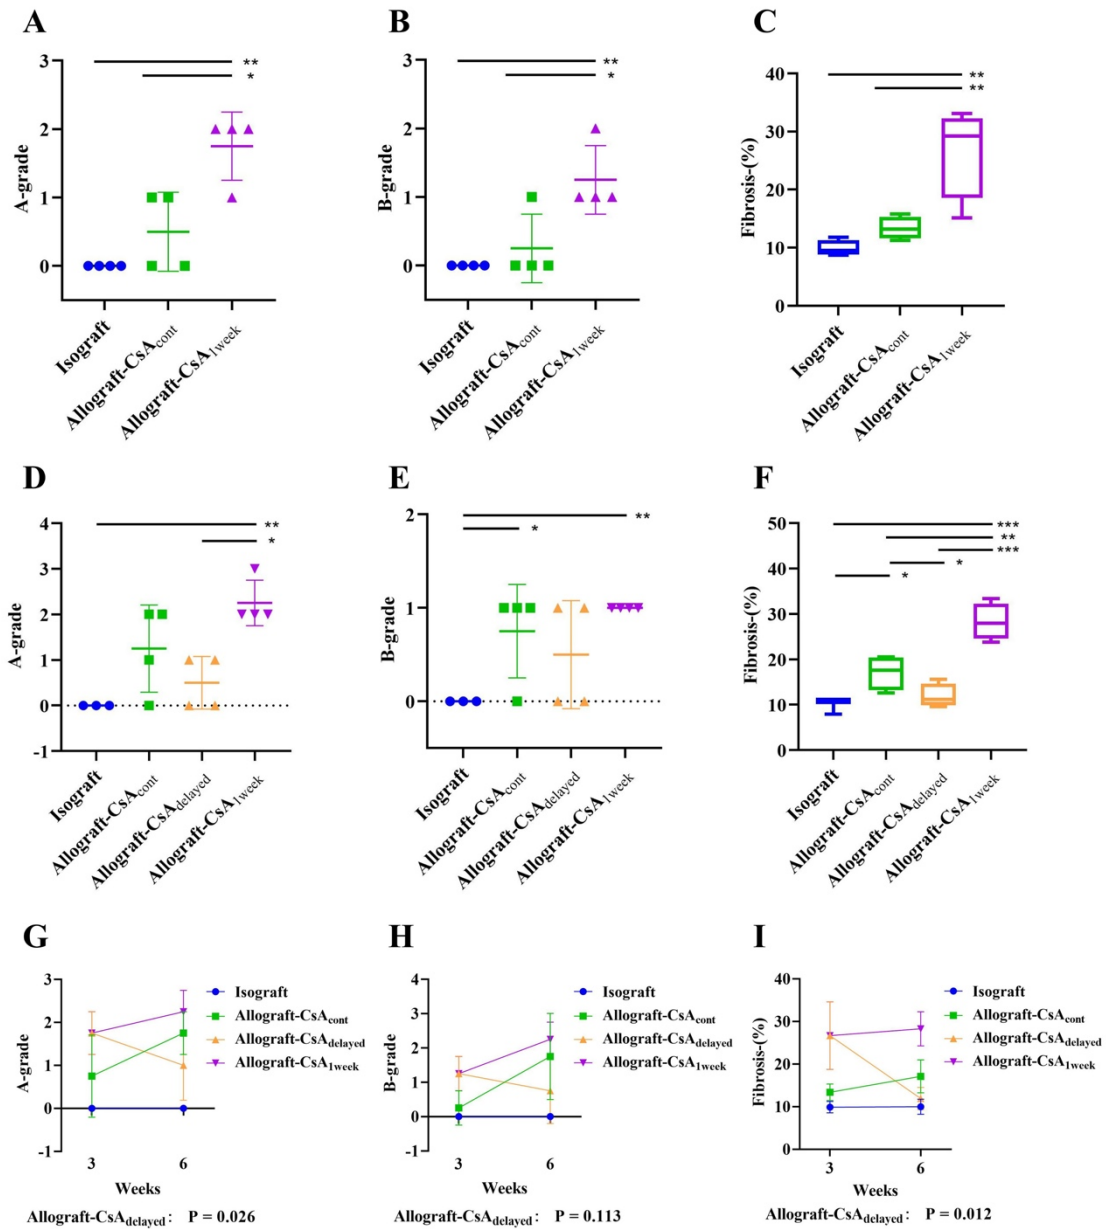 A
B
C
3
2
1
0
A-grade
**
*
Isograft
Allograft-CsAcont
Allograft-CsA1week
3
2
1
0
B-grade
**
*
Isograft
Allograft-CsAcont
Allograft-CsA1week
40
30
20
10
0
Fibrosis-(%)
**
**
Isograft
Allograft-CsAcont
Allograft-CsA1week
D
E
F
4
3
2
1
0
-1
A-grade
**
*
Isograft
Allograft-CsAcont
Allograft-CsAdelayed
Allograft-CsA1week
2
1
0
B-grade
**
*
Isograft
Allograft-CsAcont
Allograft-CsAdelayed
Allograft-CsA1week
50
40
30
20
10
0
Fibrosis-(%)
***
**
***
*
*
Isograft
Allograft-CsAcont
Allograft-CsAdelayed
Allograft-CsA1week
G
H
I
3
2
1
0
-1
A-grade
3 6
Weeks
Isograft
Allograft-CsAcont
Allograft-CsAdelayed
Allograft-CsA1week
Allograft-CsAdelayed: P = 0.026
4
3
2
1
0
-1
B-grade
3 6
Weeks
Isograft
Allograft-CsAcont
Allograft-CsAdelayed
Allograft-CsA1week
Allograft-CsAdelayed: P = 0.113
40
30
20
10
0
Fibrosis-(%)
3 6
Weeks
Isograft
Allograft-CsAcont
Allograft-CsAdelayed
Allograft-CsA1week
Allograft-CsAdelayed: P = 0.012